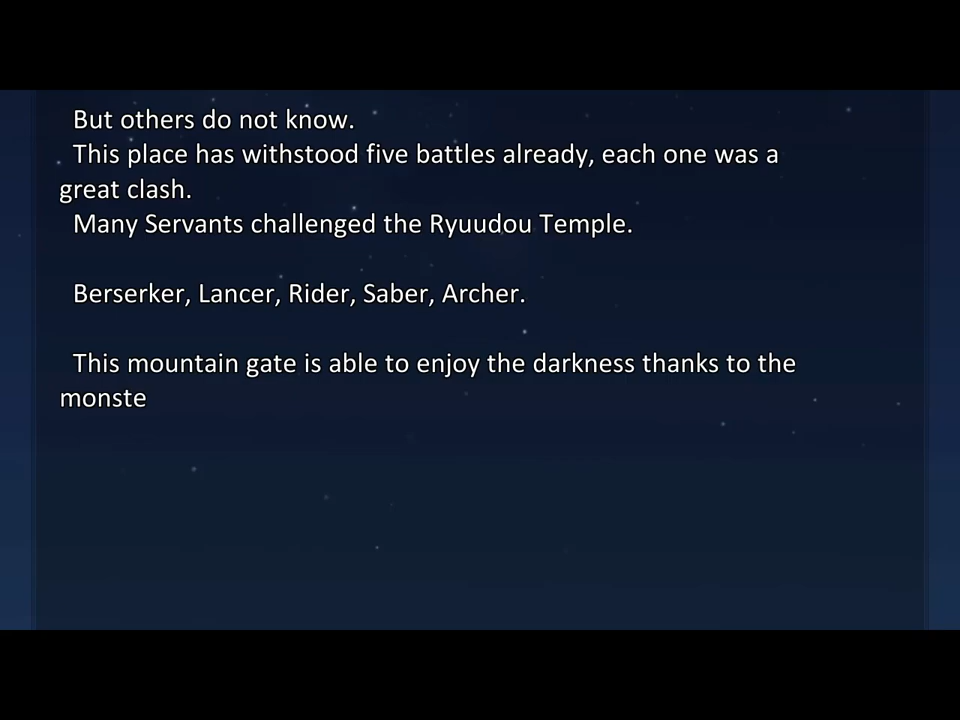 But others do not know.
This place has withstood five battles already, each one was a
great clash.
Many Servants challenged the Ryuudou Temple.
Berserker, Lancer, Rider, Saber, Archer.
This mountain gate is able to enjoy the darkness thanks to the
monste